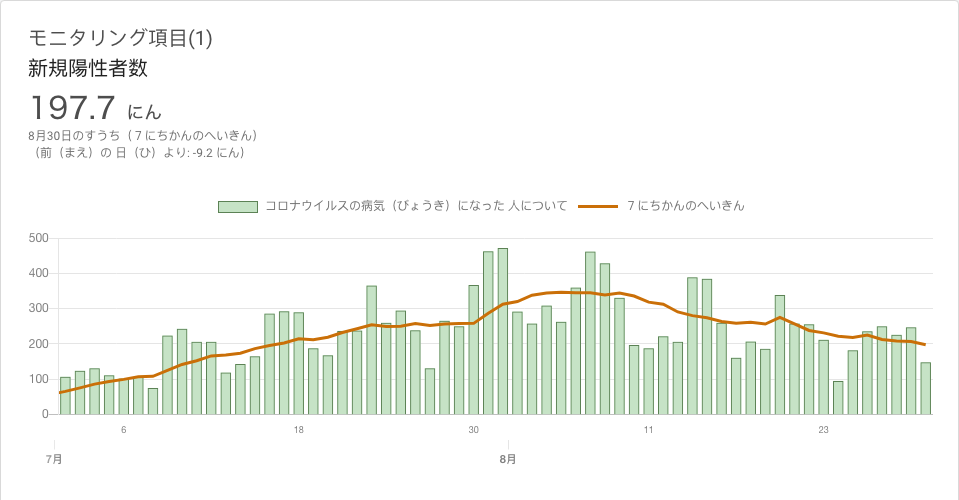 モニタリング項目(1)
新規陽性者数
197.7 にん
8月30日のすうち（７にちかんのへいきん）
（前（まえ）の 日（ひ）より: -9.2 にん）
コロナウイルスの病気（びょうき）になった 人について ７にちかんのへいきん
500
400
300
200
100
0
6 18 30 11 23
7月 8月